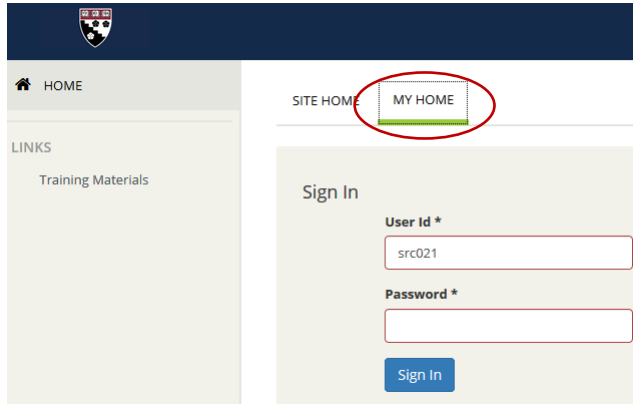 HOME
LINKS
Training Materials
SITE HOME MY HOME
Sign In
User Id *
src021
Password *
Sign In